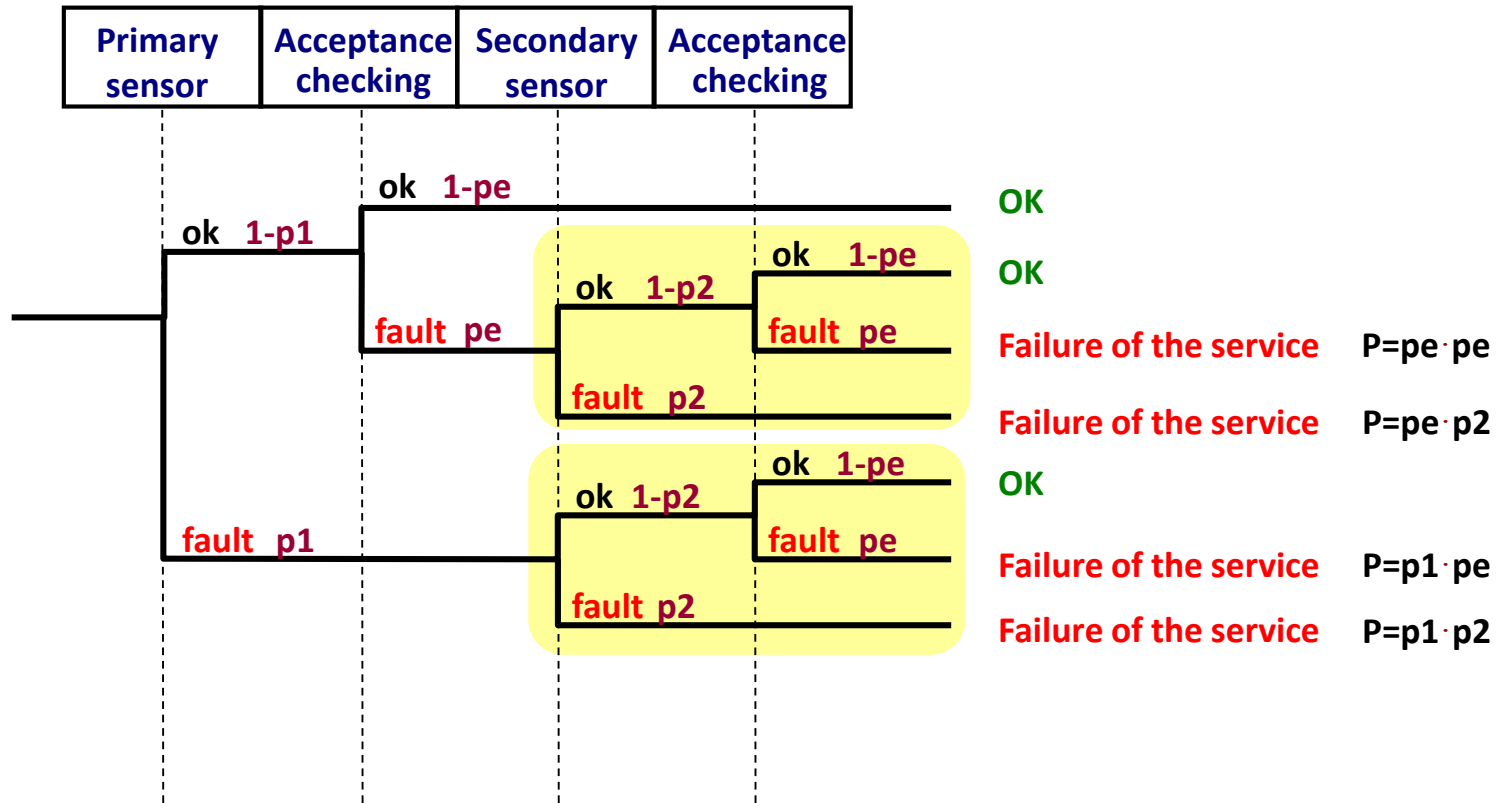 Primary sensor
Acceptance checking
Secondary sensor
Acceptance checking
ok 1-pe
OK
ok 1-p1
ok 1-pe
OK
ok 1-p2
fault pe
fault pe
Failure of the service P=pe·pe
fault p2
Failure of the service P=pe·p2
ok 1-pe
OK
ok 1-p2
fault p1
fault pe
Failure of the service P=p1·pe
fault p2
Failure of the service P=p1·p2